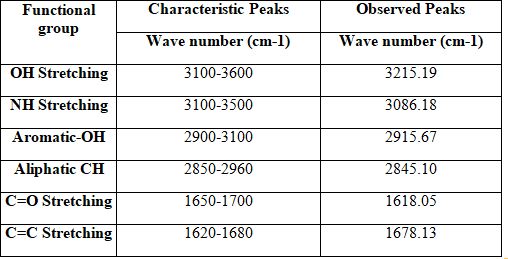 Functional group Characteristic Peaks Observed Peaks
Wave number (cm-1) Wave number (cm-1)
OH Stretching 3100-3600 3215.19
NH Stretching 3100-3500 3086.18
Aromatic-OH 2900-3100 2915.67
Aliphatic CH 2850-2960 2845.10
C=O Stretching 1650-1700 1618.05
C=C Stretching 1620-1680 1678.13